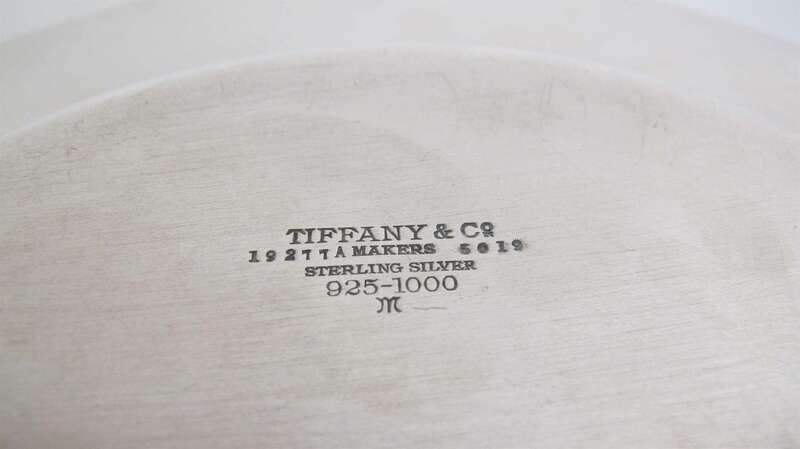 TIFFANY & Co
19277A MAKERS 5619
STERLING SILVER
925-1000
M